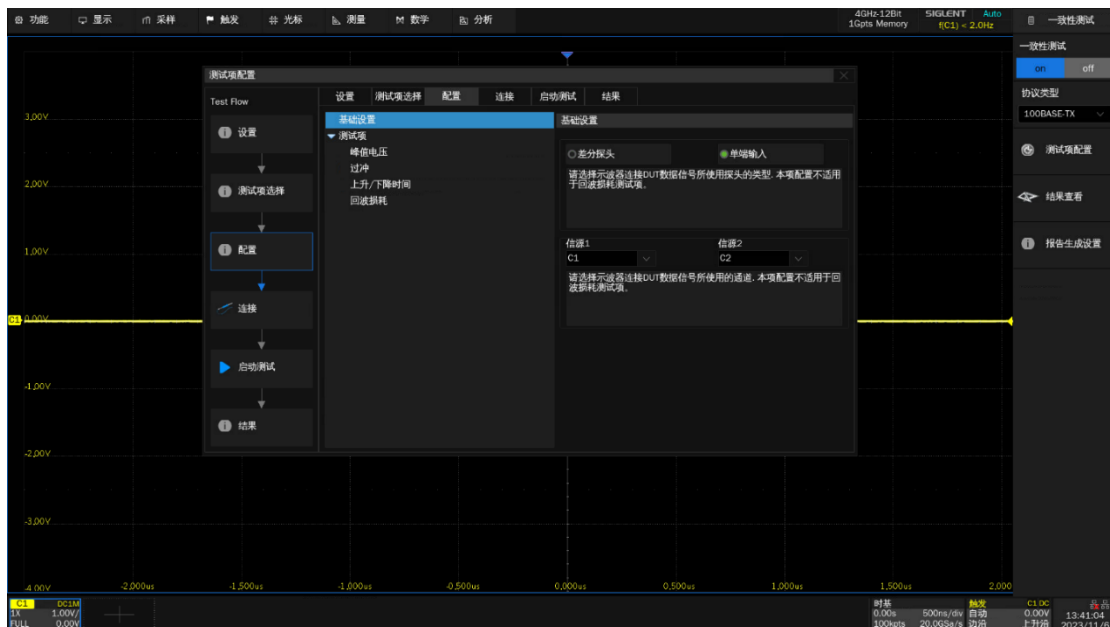 功能 显示 采样 触发 光标 测量 数学 分析
4GHz-12Bit SIGLENT Auto
1Gpts Memory f(C1) < 2.0Hz
一致性测试
一致性测试
on off
协议类型
100BASE-TX
测试项配置
结果查看
报告生成设置
测试项配置
Test Flow
设置
测试项选择
配置
连接
启动测试
结果
设置 测试项选择 配置 连接 启动测试 结果
基础设置
测试项
峰值电压
过冲
上升/下降时间
回波损耗
基础设置
差分探头 单端输入
请选择示波器连接DUT数据信号所使用探头的类型. 本项配置不适用
于回波损耗测试项.
信源1 信源2
C1 C2
请选择示波器连接DUT数据信号所使用的通道. 本项配置不适用于回
波损耗测试项.
3.00V
2.00V
1.00V
C1 0.00V
-1.00V
-2.00V
-3.00V
-4.00V
-2.000us -1.500us -1.000us -0.500us 0.000us 0.500us 1.000us 1.500us 2.000
C1 DC1M
1X 1.00V/
FULL 0.00V
时基
0.00s 500ns/div
100kpts 20.0GSa/s
触发 C1 DC
自动 0.00V
边沿 上升沿
13:41:04
2023/11/6